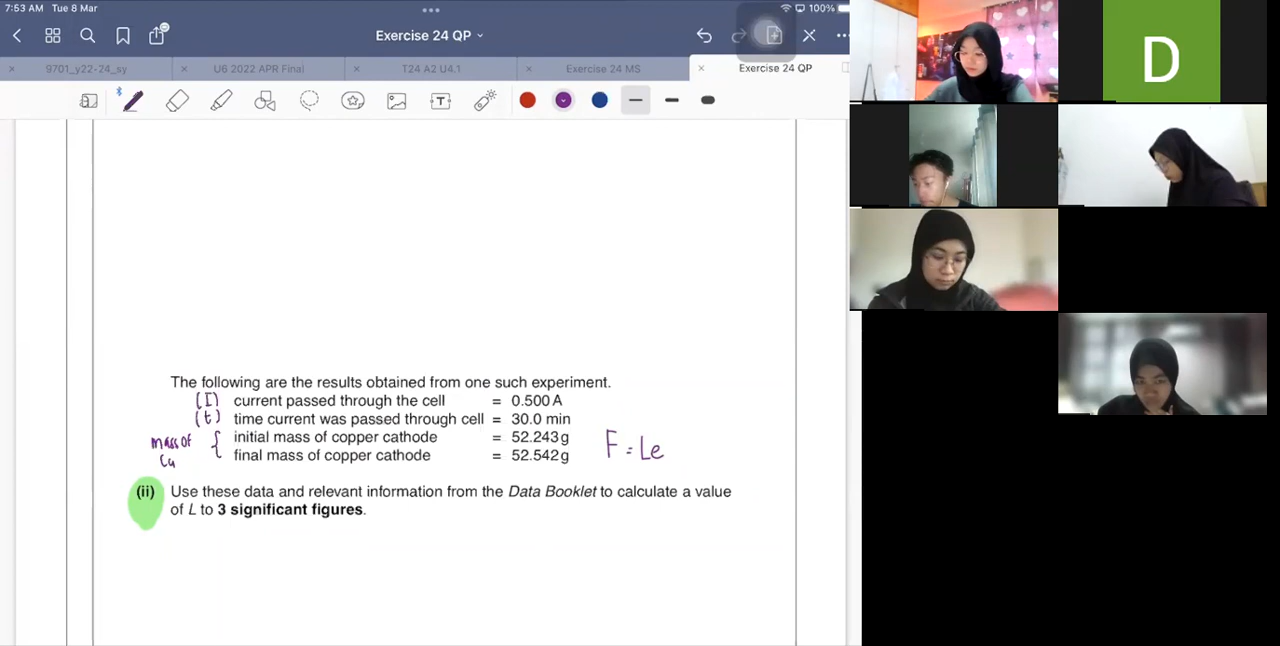 7:53 AM Tue 8 Mar
100%
Exercise 24 QP
9701_y22-24_sy
U6 2022 APR Final
T24 A2 U4.1
Exercise 24 MS
Exercise 24 QP
T
D
The following are the results obtained from one such experiment.
(I) current passed through the cell = 0.500 A
(t) time current was passed through cell = 30.0 min
mass of Cu { initial mass of copper cathode = 52.243 g
final mass of copper cathode = 52.542 g
F = Le
(ii) Use these data and relevant information from the Data Booklet to calculate a value
of L to 3 significant figures.